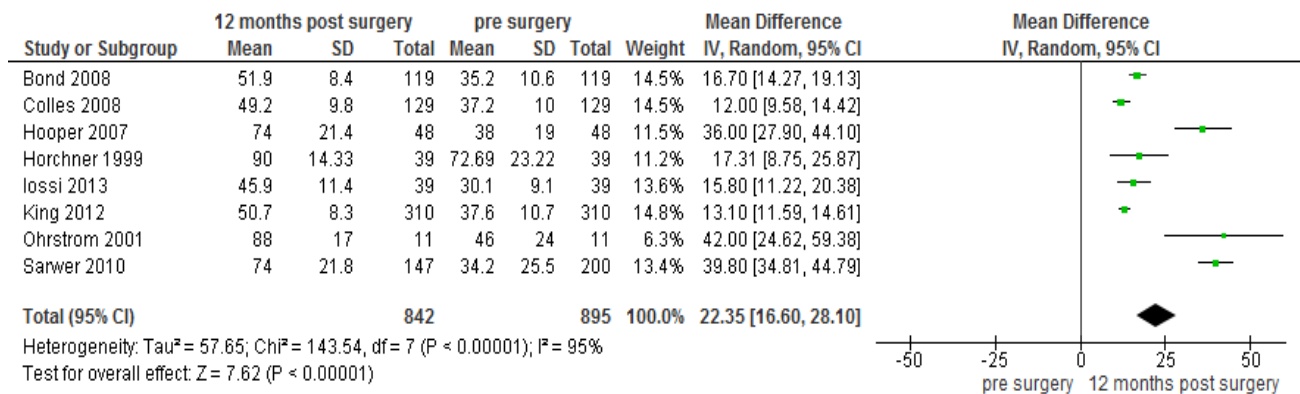 12 months post surgery pre surgery Mean Difference Mean Difference
Study or Subgroup Mean SD Total Mean SD Total Weight IV, Random, 95% CI IV, Random, 95% CI
Bond 2008 51.9 8.4 119 35.2 10.6 119 14.5% 16.70 [14.27, 19.13]
Colles 2008 49.2 9.8 129 37.2 10 129 14.5% 12.00 [9.58, 14.42]
Hooper 2007 74 21.4 48 38 19 48 11.5% 36.00 [27.90, 44.10]
Horchner 1999 90 14.33 39 72.69 23.22 39 11.2% 17.31 [8.75, 25.87]
Iossi 2013 45.9 11.4 39 30.1 9.1 39 13.6% 15.80 [11.22, 20.38]
King 2012 50.7 8.3 310 37.6 10.7 310 14.8% 13.10 [11.59, 14.61]
Ohrstrom 2001 88 17 11 46 24 11 6.3% 42.00 [24.62, 59.38]
Sarwer 2010 74 21.8 147 34.2 25.5 200 13.4% 39.80 [34.81, 44.79]
Total (95% CI) 842 895 100.0% 22.35 [16.60, 28.10]
Heterogeneity: Tau² = 57.65; Chi² = 143.54, df = 7 (P < 0.00001); I² = 95%
Test for overall effect: Z = 7.62 (P < 0.00001)
-50 -25 0 25 50
pre surgery 12 months post surgery